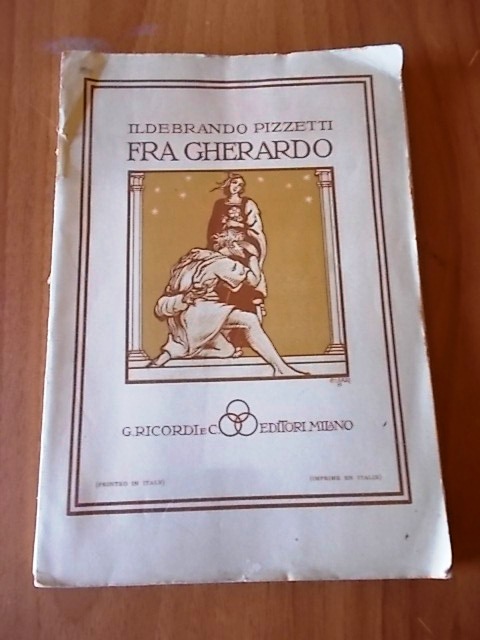 ILDEBRANDO PIZZETTI
FRA GHERARDO
G. RICORDI E C. EDITORI. MILANO
(PRINTED IN ITALY) (IMPRIMÉ EN ITALIE)